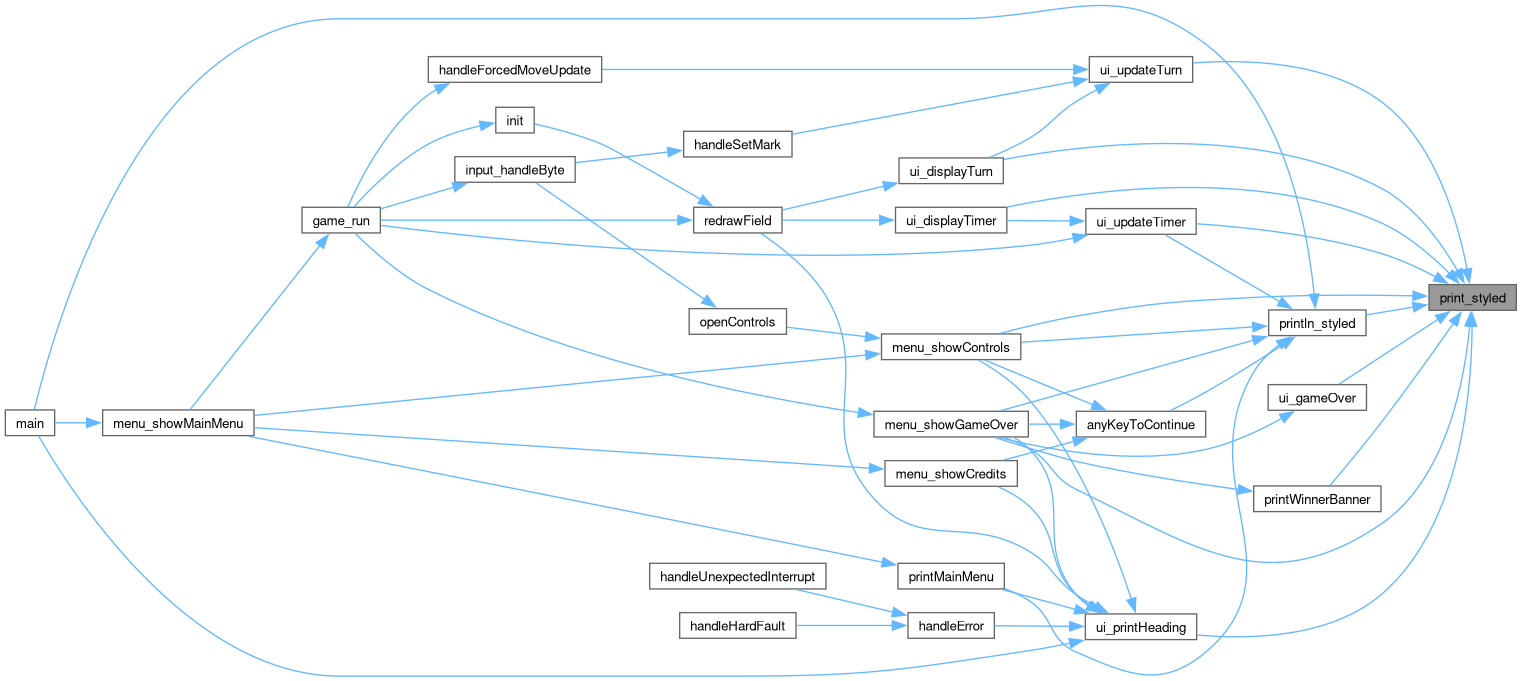 handleForcedMoveUpdate
ui_updateTurn
init
handleSetMark
input_handleByte
ui_displayTurn
game_run
redrawField
ui_displayTimer
ui_updateTimer
print_styled
openControls
println_styled
menu_showControls
ui_gameOver
main
menu_showMainMenu
menu_showGameOver
anyKeyToContinue
menu_showCredits
printWinnerBanner
handleUnexpectedInterrupt
printMainMenu
handleHardFault
handleError
ui_printHeading